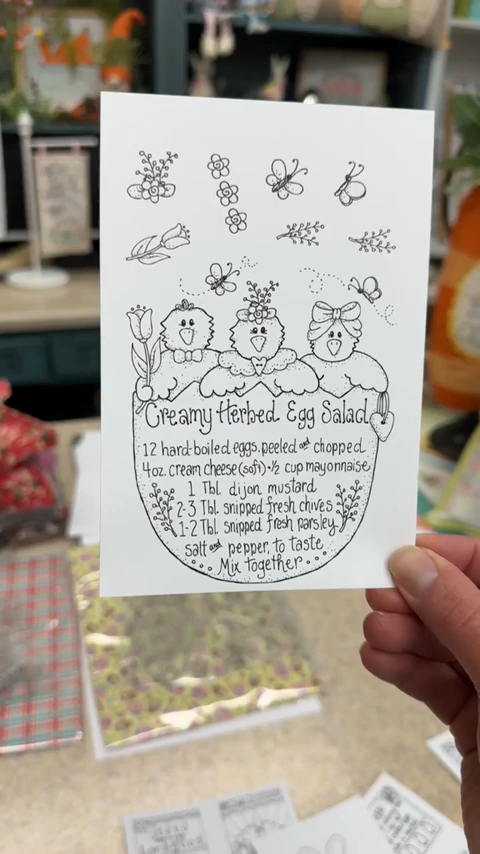 Creamy Herbed Egg Salad
12 hard-boiled eggs, peeled and chopped
4 oz. cream cheese (soft) • 1/2 cup mayonnaise
1 Tbl. dijon mustard
2-3 Tbl. snipped fresh chives
1-2 Tbl. snipped fresh parsley
salt and pepper, to taste
Mix together